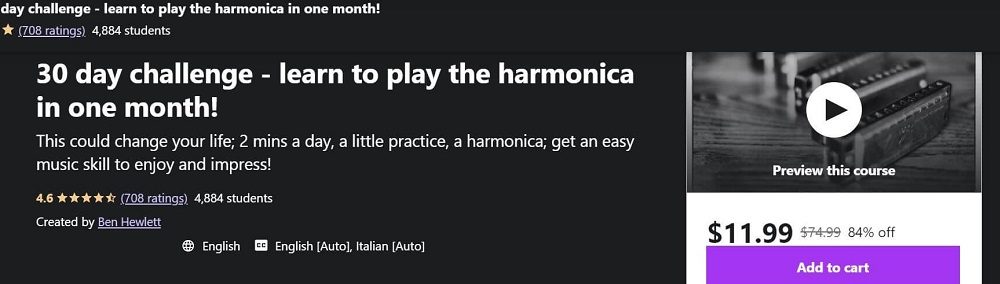 day challenge - learn to play the harmonica in one month!
(708 ratings) 4,884 students
30 day challenge - learn to play the harmonica
in one month!
This could change your life; 2 mins a day, a little practice, a harmonica; get an easy
music skill to enjoy and impress!
4.6 (708 ratings) 4,884 students
Created by Ben Hewlett
English CC English [Auto], Italian [Auto]
Preview this course
$11.99 $74.99 84% off
Add to cart